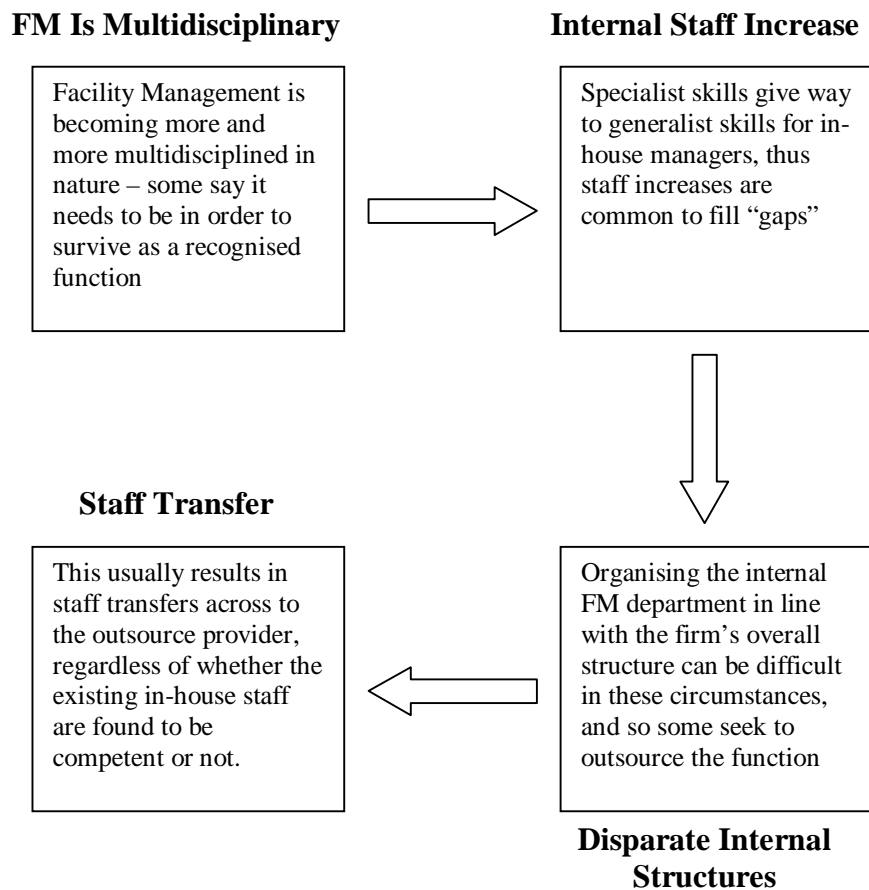 FM Is Multidisciplinary
Facility Management is
becoming more and
more multidisciplined in
nature – some say it
needs to be in order to
survive as a recognised
function
Internal Staff Increase
Specialist skills give way
to generalist skills for in-
house managers, thus
staff increases are
common to fill “gaps”
Organising the internal
FM department in line
with the firm’s overall
structure can be difficult
in these circumstances,
and so some seek to
outsource the function
Disparate Internal
Structures
Staff Transfer
This usually results in
staff transfers across to
the outsource provider,
regardless of whether the
existing in-house staff
are found to be
competent or not.